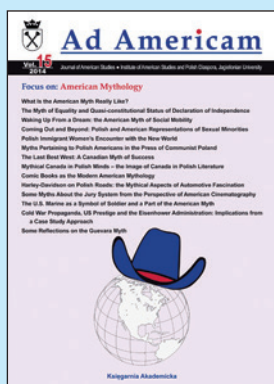 Ad Americam
Vol. 15
2014
Journal of American Studies • Institute of American Studies and Polish Diaspora, Jagiellonian University
Focus on: American Mythology
What Is the American Myth Really Like?
The Myth of Equality and Quasi-constitutional Status of Declaration of Independence
Waking Up From a Dream: the American Myth of Social Mobility
Coming Out and Beyond: Polish and American Representations of Sexual Minorities
Polish Immigrant Women's Encounter with the New World
Myths Pertaining to Polish Americans in the Press of Communist Poland
The Last Best West: A Canadian Myth of Success
Mythical Canada in Polish Minds – the Image of Canada in Polish Literature
Comic Books as the Modern American Mythology
Harley-Davidson on Polish Roads: the Mythical Aspects of Automotive Fascination
Some Myths About the Jury System from the Perspective of American Cinematography
The U.S. Marine as a Symbol of Soldier and a Part of the American Myth
Cold War Propaganda, US Prestige and the Eisenhower Administration: Implications from
a Case Study Approach
Some Reflections on the Guevara Myth
Księgarnia Akademicka